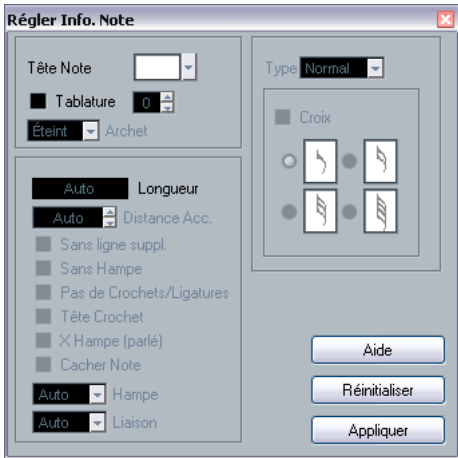 Régler Info. Note
Tête Note
Tablature 0
Éteint Archet
Auto Longueur
Auto Distance Acc.
Sans ligne suppl.
Sans Hampe
Pas de Crochets/Ligatures
Tête Crochet
X Hampe (parlé)
Cacher Note
Auto Hampe
Auto Liaison
Type Normal
Croix
Aide
Réinitialiser
Appliquer